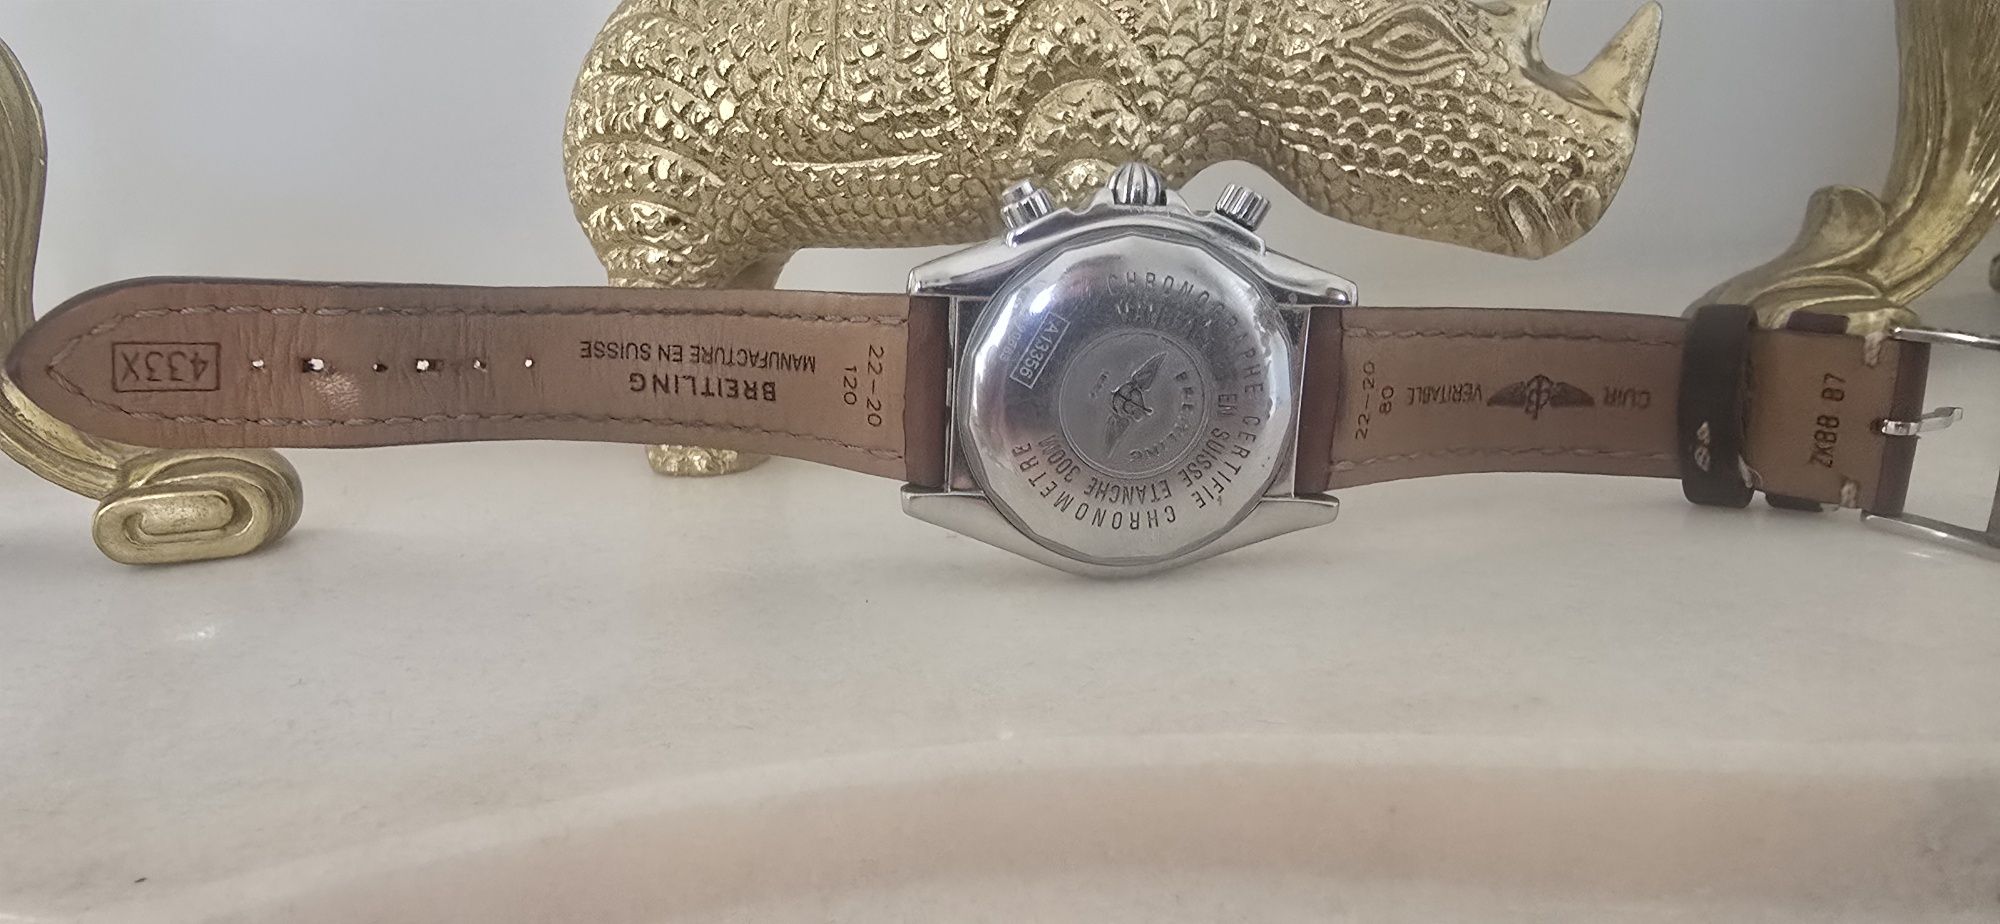 433X
BREITLING
MANUFACTURE EN SUISSE
22-20
120
CHRONOGRAPHE CERTIFIE CHRONOMETRE
EN SUISSE ETANCHE 300M
A13356
BREITLING
22-20
80
CUIR
VERITABLE
ZKBB B7